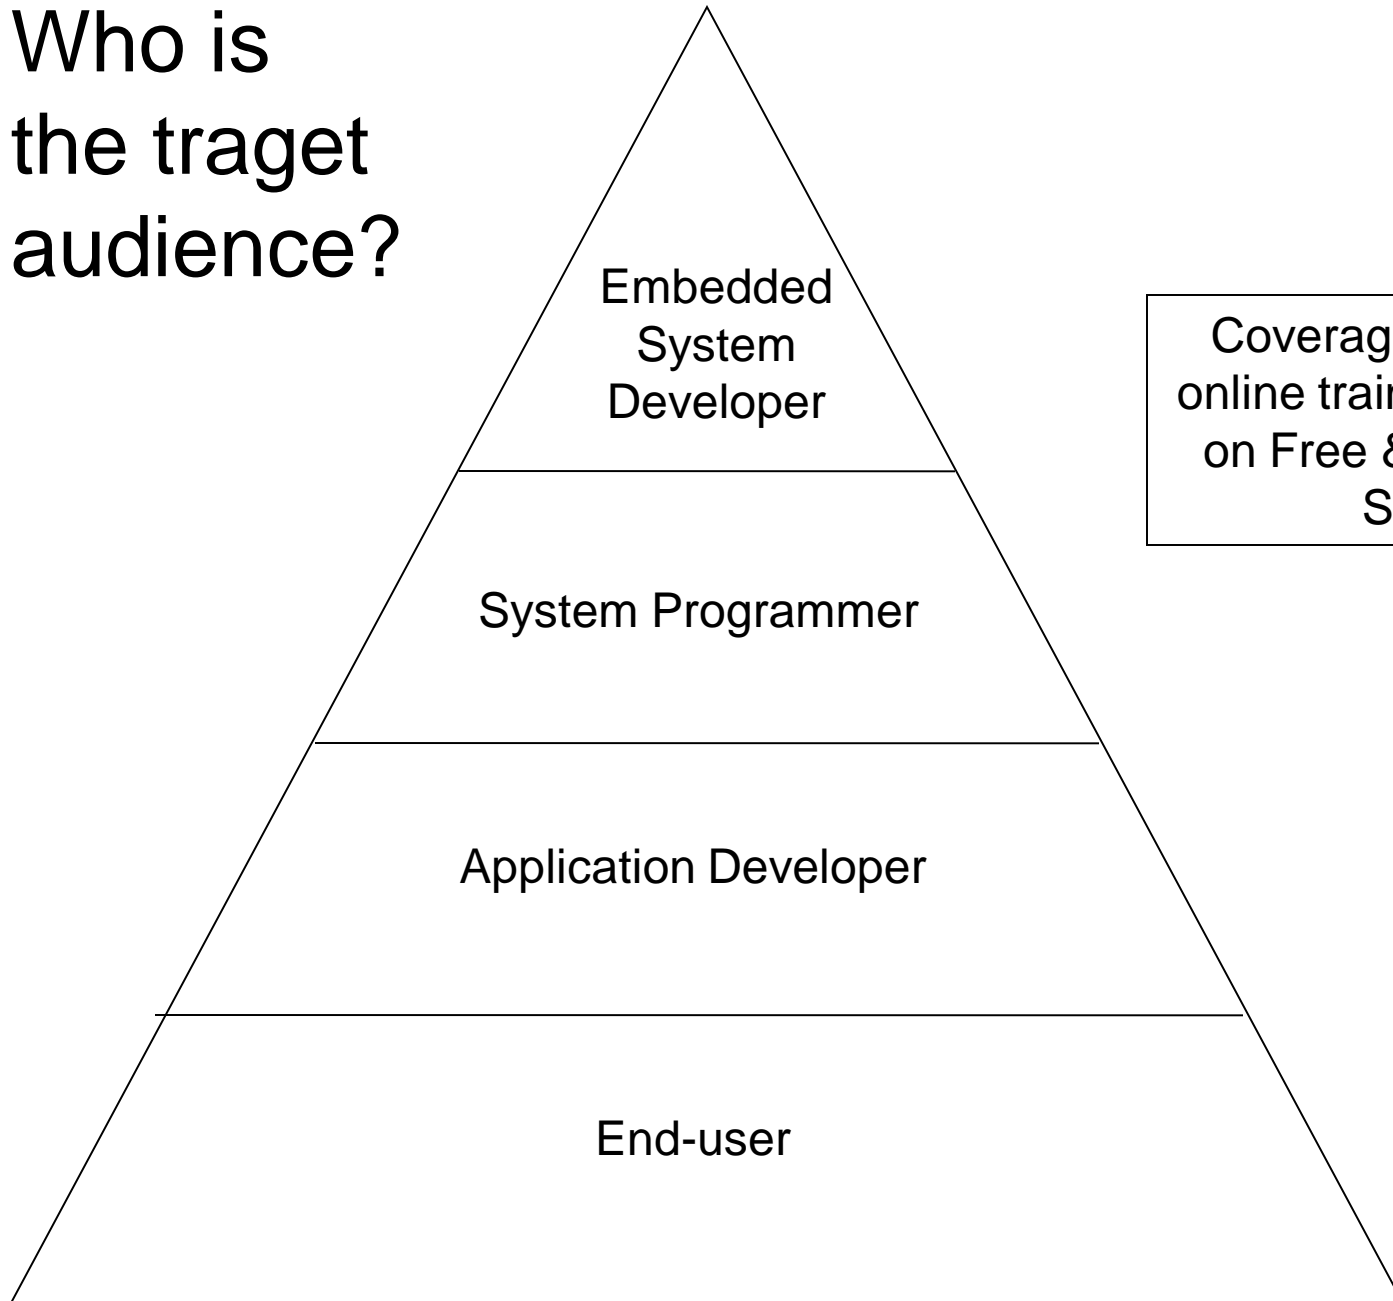 Who is
the traget
audience?
Embedded
System
Developer
Coverag
online trai
on Free
S
System Programmer
Application Developer
End-user